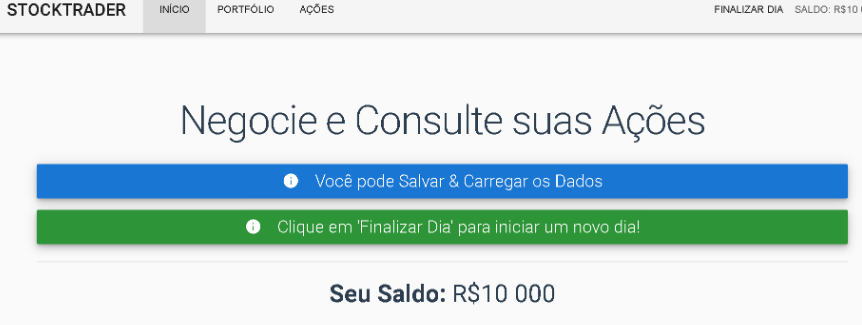 STOCKTRADER INÍCIO PORTFÓLIO AÇÕES FINALIZAR DIA SALDO: R$10
Negocie e Consulte suas Ações
Você pode Salvar & Carregar os Dados
Clique em 'Finalizar Dia' para iniciar um novo dia!
Seu Saldo: R$10 000